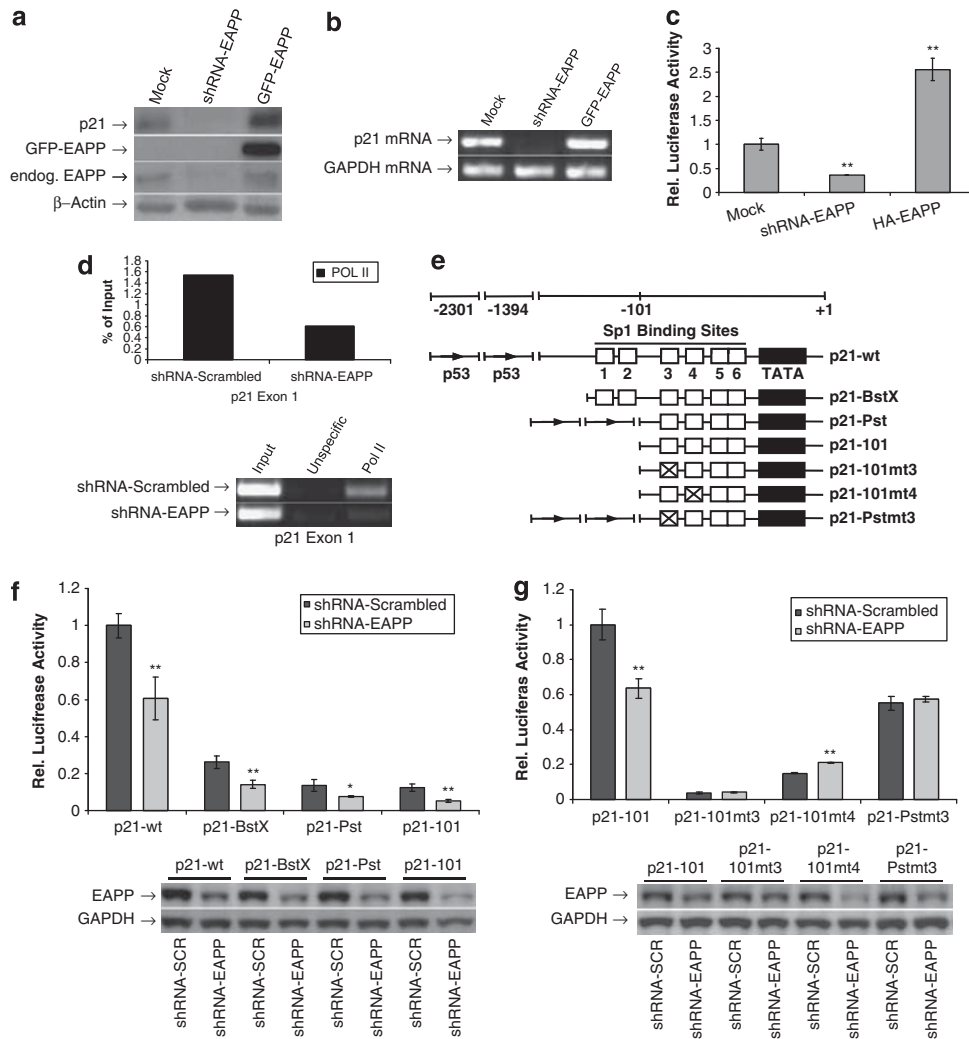 a
Mock
shRNA-EAPP
GFP-EAPP
p21 →
GFP-EAPP →
endog. EAPP →
β–Actin →
b
Mock
shRNA-EAPP
GFP-EAPP
p21 mRNA →
GAPDH mRNA →
c
Rel. Luciferase Activity
3
2.5
2
1.5
1
0.5
0
**
**
Mock
shRNA-EAPP
HA-EAPP
d
% of Input
1.8
1.6
1.4
1.2
1
0.8
0.6
0.4
0.2
0
POL II
shRNA-Scrambled
shRNA-EAPP
p21 Exon 1
Input
Unspecific
Pol II
shRNA-Scrambled →
shRNA-EAPP →
p21 Exon 1
e
-2301 -1394 -101 +1
Sp1 Binding Sites
p21-wt
p53 p53 1 2 3 4 5 6 TATA
p21-BstX
p21-Pst
p21-101
p21-101mt3
p21-101mt4
p21-Pstmt3
f
Rel. Lucifrease Activity
1.2
1
0.8
0.6
0.4
0.2
0
shRNA-Scrambled
shRNA-EAPP
**
**
*
**
p21-wt p21-BstX p21-Pst p21-101
p21-wt p21-BstX p21-Pst p21-101
EAPP →
GAPDH →
shRNA-SCR
shRNA-EAPP
shRNA-SCR
shRNA-EAPP
shRNA-SCR
shRNA-EAPP
shRNA-SCR
shRNA-EAPP
g
Rel. Luciferas Activity
1.2
1
0.8
0.6
0.4
0.2
0
shRNA-Scrambled
shRNA-EAPP
**
**
p21-101 p21-101mt3 p21-101mt4 p21-Pstmt3
p21-101
p21-
101mt3
p21-
101mt4
p21-
Pstmt3
EAPP →
GAPDH →
shRNA-SCR
shRNA-EAPP
shRNA-SCR
shRNA-EAPP
shRNA-SCR
shRNA-EAPP
shRNA-SCR
shRNA-EAPP